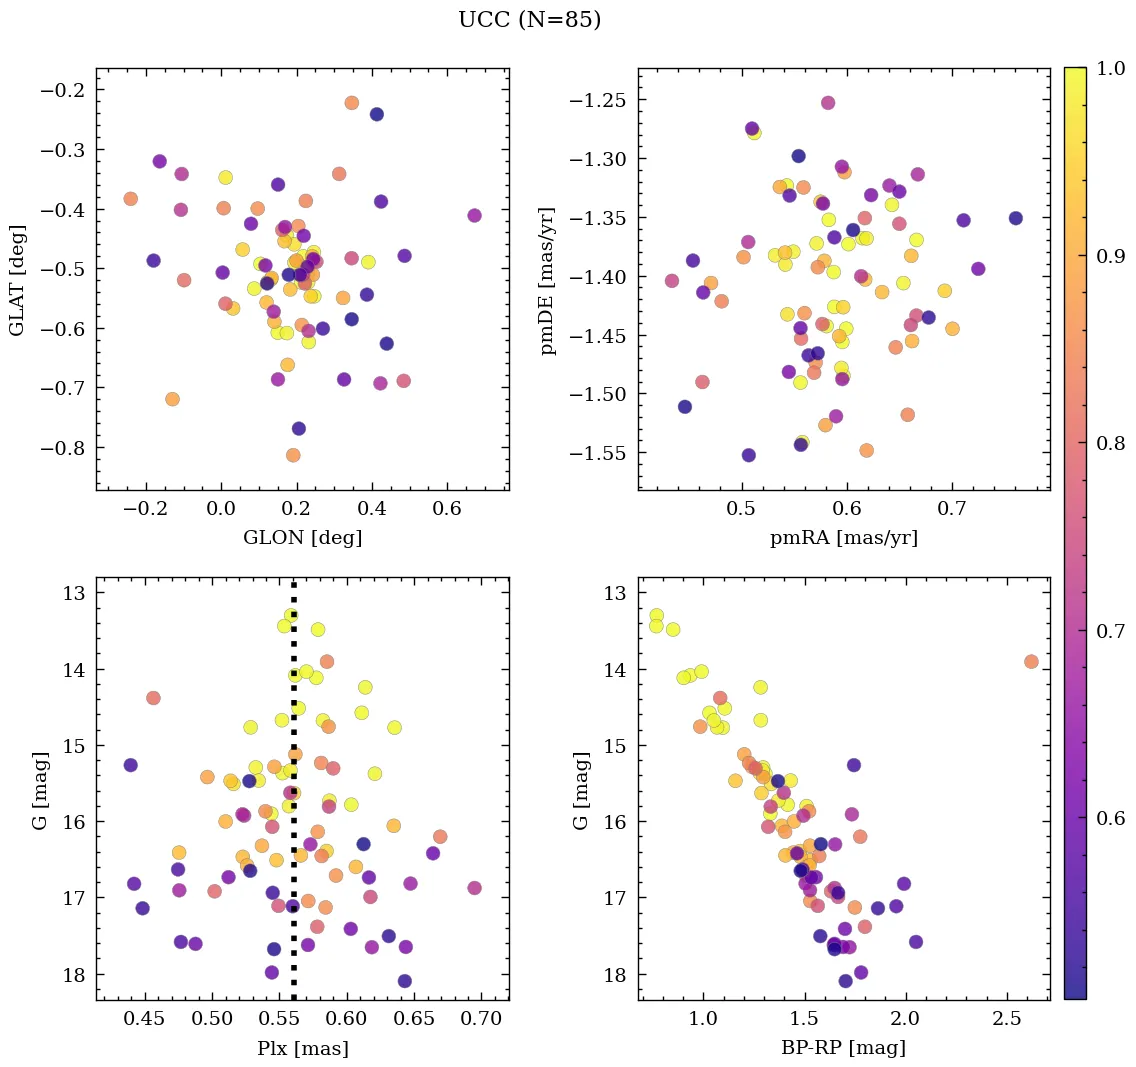 UCC (N=85)
−0.2
−0.3
−0.4
−0.5
−0.6
−0.7
−0.8
GLAT [deg]
−0.2 0.0 0.2 0.4 0.6
GLON [deg]
−1.25
−1.30
−1.35
−1.40
−1.45
−1.50
−1.55
pmDE [mas/yr]
0.5 0.6 0.7
pmRA [mas/yr]
13
14
15
16
17
18
G [mag]
0.45 0.50 0.55 0.60 0.65 0.70
Plx [mas]
13
14
15
16
17
18
G [mag]
1.0 1.5 2.0 2.5
BP-RP [mag]
1.0
0.9
0.8
0.7
0.6